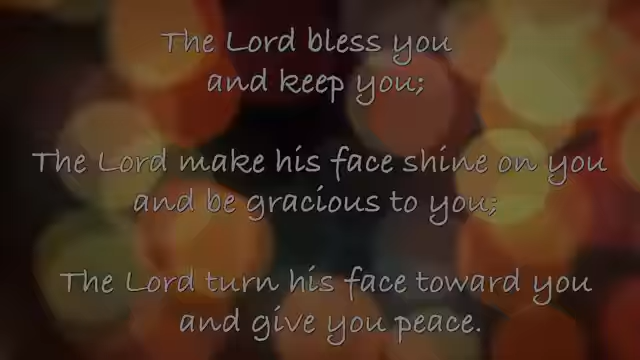 The Lord bless you
and keep you;
The Lord make his face shine on you
and be gracious to you;
The Lord turn his face toward you
and give you peace.